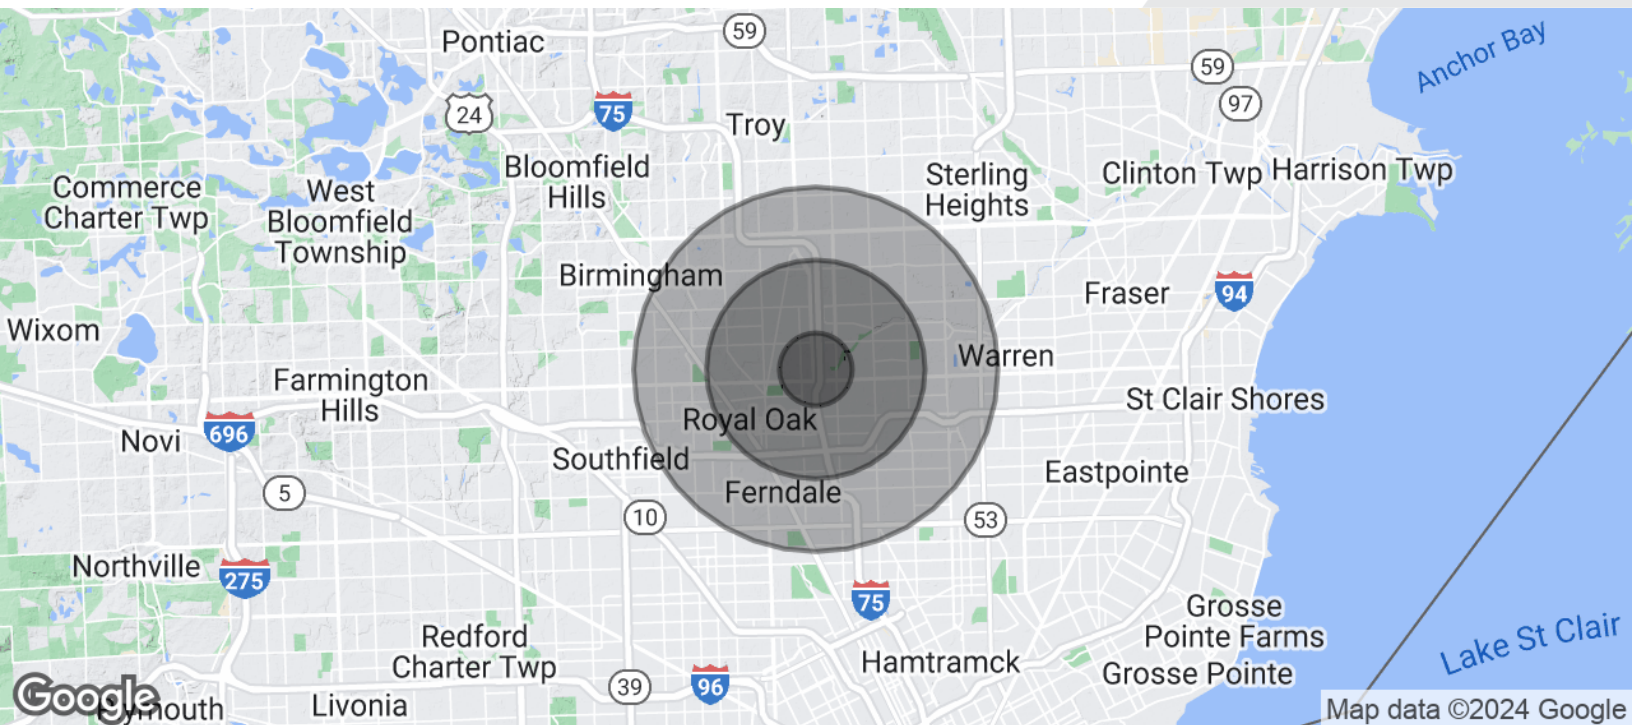 Pontiac
59
Anchor Bay
59
97
24
75
Troy
Bloomfield
Hills
Sterling
Heights
Clinton Twp
Harrison Twp
Commerce
Charter Twp
West
Bloomfield
Township
Birmingham
Fraser
94
Wixom
Warren
Farmington
Hills
St Clair Shores
Royal Oak
696
Novi
Southfield
Eastpointe
5
Ferndale
10
53
Northville
275
75
Grosse
Pointe Farms
Lake St Clair
Redford
Charter Twp
Hamtramck
Grosse Pointe
39
96
Google
Plymouth
Livonia
Map data ©2024 Google